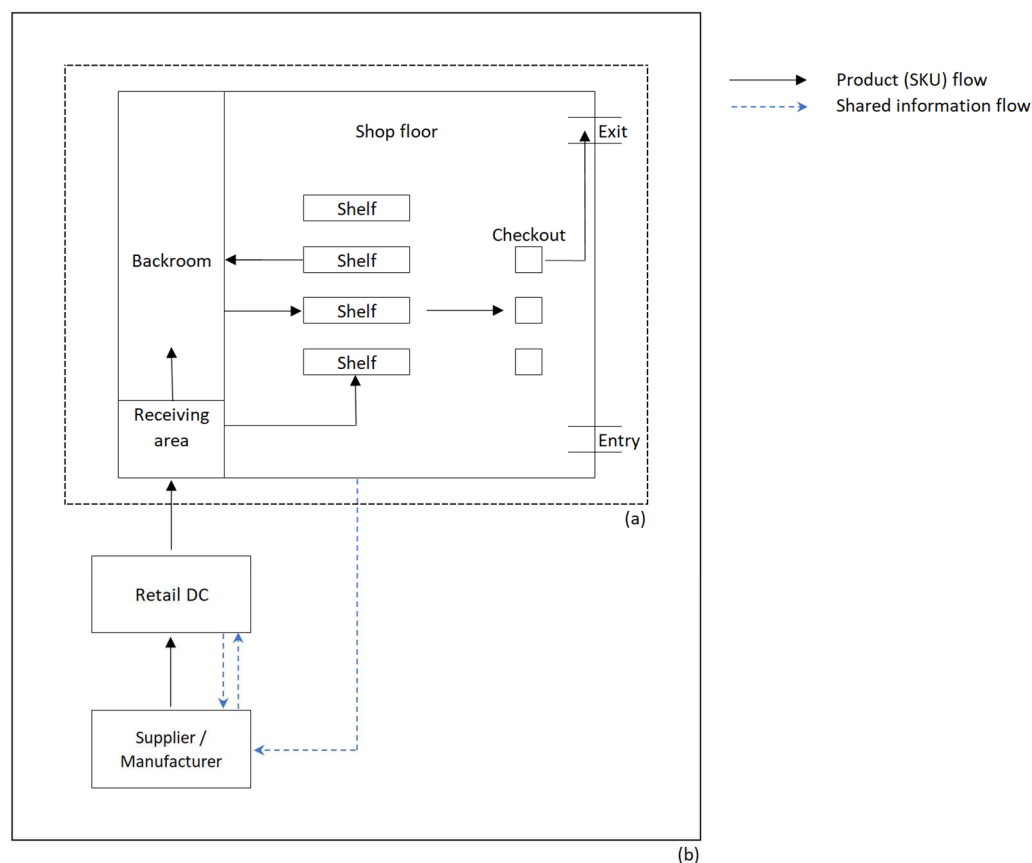 Product (SKU) flow
Shared information flow
Shop floor
Exit
Shelf
Checkout
Backroom
Shelf
Shelf
Shelf
Receiving
area
Entry
(a)
Retail DC
Supplier /
Manufacturer
(b)